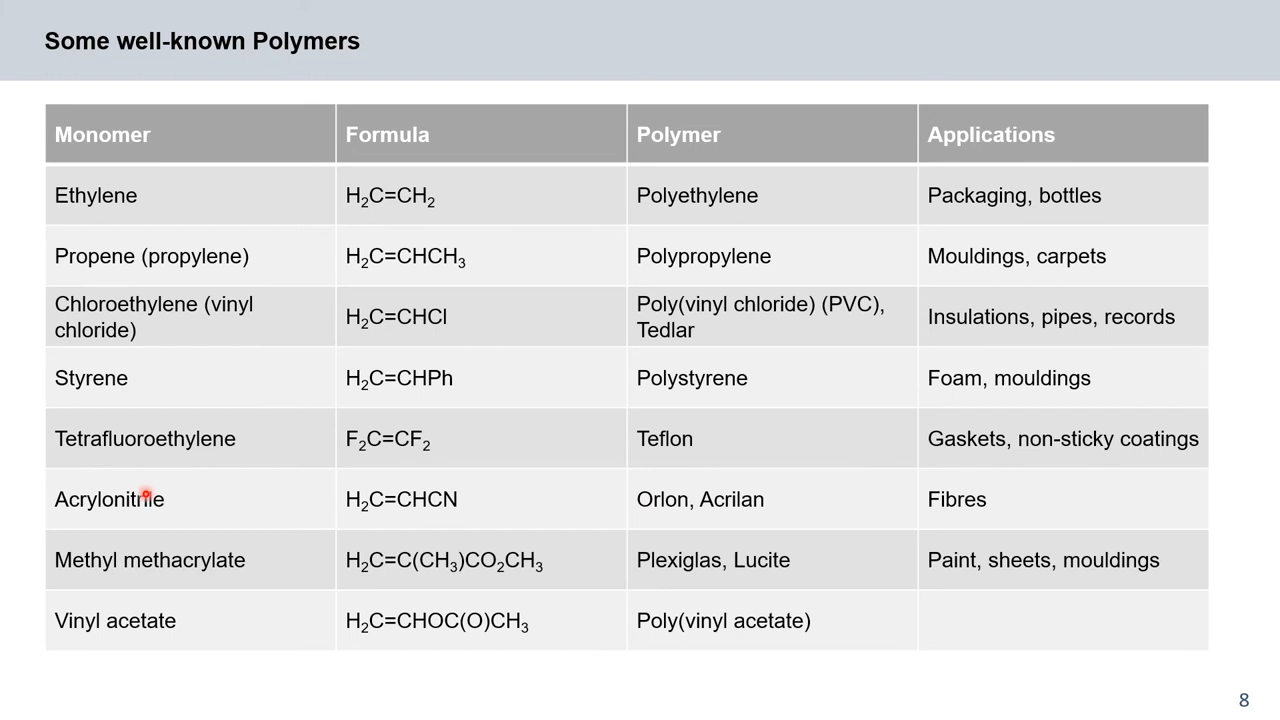 Some well-known Polymers
Monomer Formula Polymer Applications
Ethylene H₂C=CH₂ Polyethylene Packaging, bottles
Propene (propylene) H₂C=CHCH₃ Polypropylene Mouldings, carpets
Chloroethylene (vinyl
chloride) H₂C=CHCl Poly(vinyl chloride) (PVC),
Tedlar Insulations, pipes, records
Styrene H₂C=CHPh Polystyrene Foam, mouldings
Tetrafluoroethylene F₂C=CF₂ Teflon Gaskets, non-sticky coatings
Acrylonitrile H₂C=CHCN Orlon, Acrilan Fibres
Methyl methacrylate H₂C=C(CH₃)CO₂CH₃ Plexiglas, Lucite Paint, sheets, mouldings
Vinyl acetate H₂C=CHOC(O)CH₃ Poly(vinyl acetate)
8